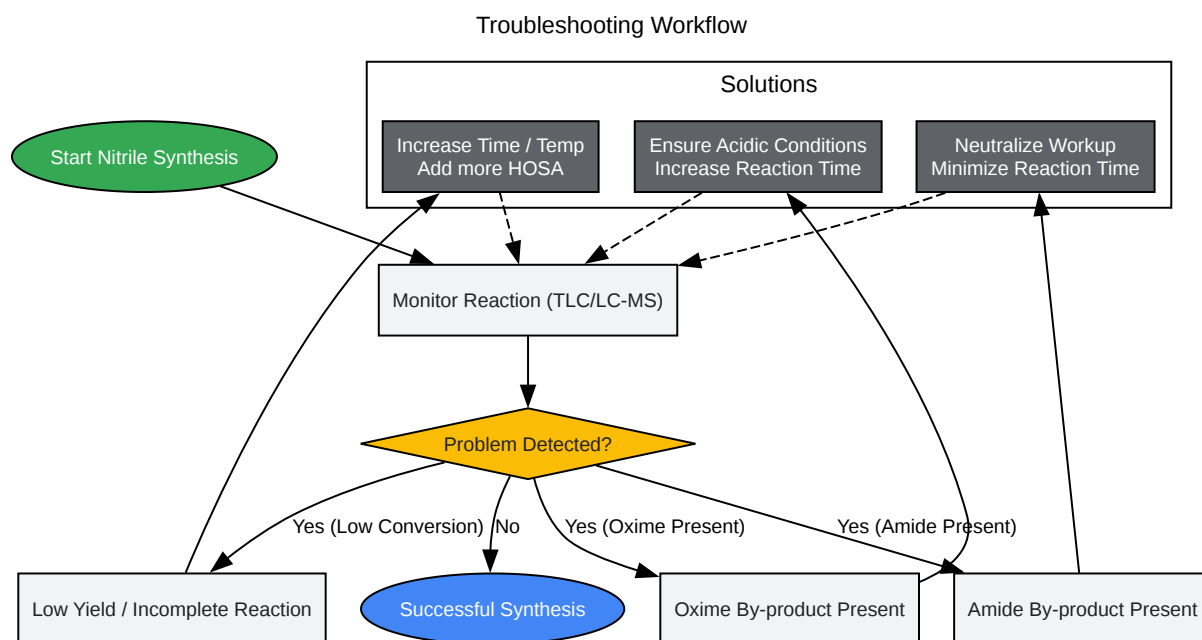 Troubleshooting Workflow
Solutions
Increase Time / Temp
Add more HOSA
Ensure Acidic Conditions
Increase Reaction Time
Neutralize Workup
Minimize Reaction Time
Start Nitrile Synthesis
Monitor Reaction (TLC/LC-MS)
Problem Detected?
Yes (Low Conversion)
No
Yes (Oxime Present)
Yes (Amide Present)
Low Yield / Incomplete Reaction
Successful Synthesis
Oxime By-product Present
Amide By-product Present